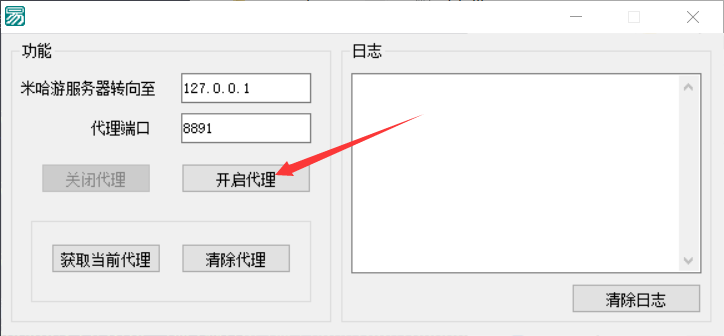 易
功能
米哈游服务器转向至 127.0.0.1
代理端口 8891
关闭代理 开启代理
获取当前代理 清除代理
日志
清除日志